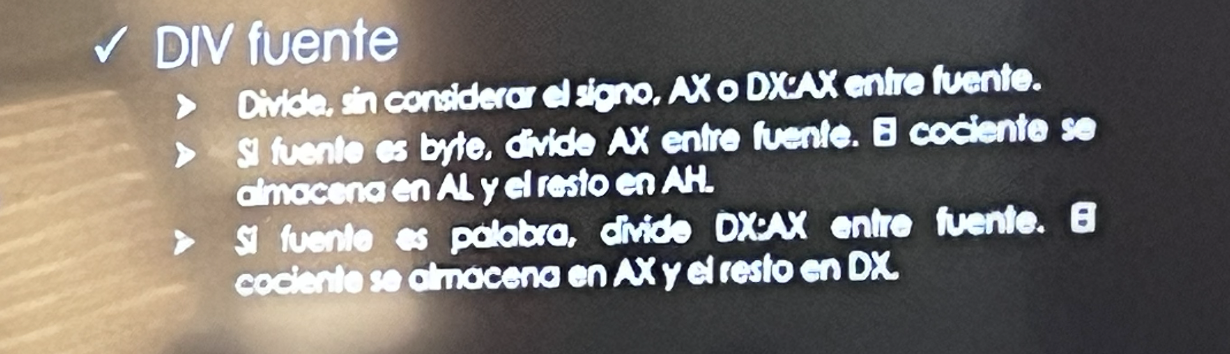 ✓ DIV fuente
➤ Divide, sin considerar el signo, AX o DX:AX entre fuente.
➤ Si fuente es byte, divide AX entre fuente. El cociente se
almacena en AL y el resto en AH.
➤ Si fuente es palabra, divide DX:AX entre fuente. El
cociente se almacena en AX y el resto en DX.